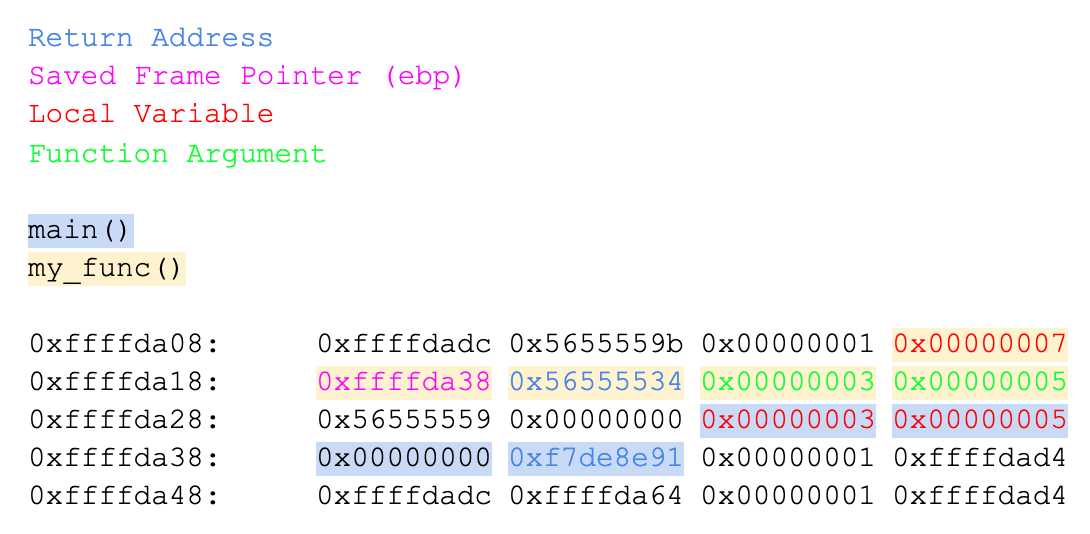 Return Address
Saved Frame Pointer (ebp)
Local Variable
Function Argument
main()
my_func()
0xffffda08: 0xffffdadc 0x5655559b 0x00000001 0x00000007
0xffffda18: 0xffffda38 0x56555534 0x00000003 0x00000005
0xffffda28: 0x56555559 0x00000000 0x00000003 0x00000005
0xffffda38: 0x00000000 0xf7de8e91 0x00000001 0xffffdad4
0xffffda48: 0xffffdadc 0xffffda64 0x00000001 0xffffdad4